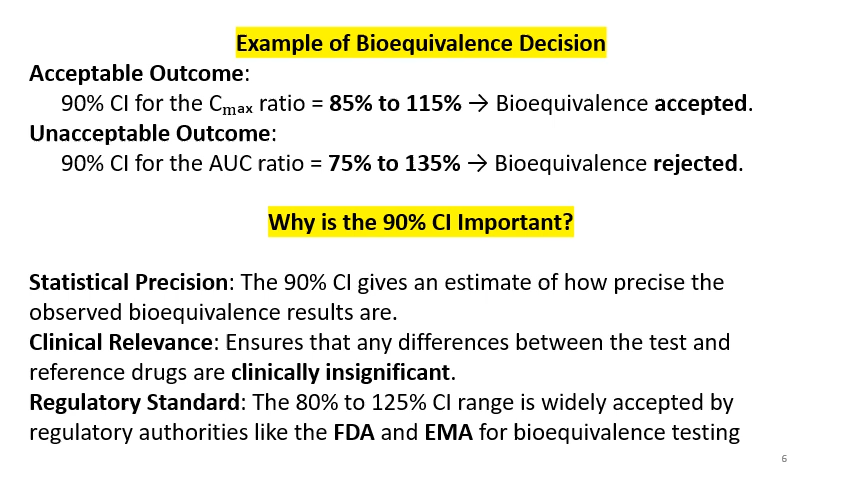 Example of Bioequivalence Decision
Acceptable Outcome:
90% CI for the Cₘₐₓ ratio = 85% to 115% → Bioequivalence accepted.
Unacceptable Outcome:
90% CI for the AUC ratio = 75% to 135% → Bioequivalence rejected.
Why is the 90% CI Important?
Statistical Precision: The 90% CI gives an estimate of how precise the
observed bioequivalence results are.
Clinical Relevance: Ensures that any differences between the test and
reference drugs are clinically insignificant.
Regulatory Standard: The 80% to 125% CI range is widely accepted by
regulatory authorities like the FDA and EMA for bioequivalence testing
6